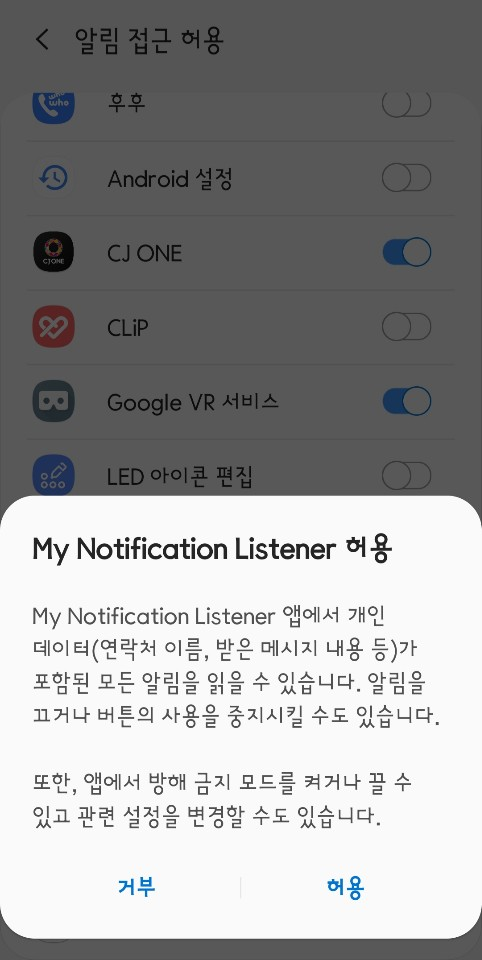 알림 접근 허용
who
who
후후
Android 설정
CJ ONE
CJ ONE
CLiP
Google VR 서비스
LED 아이콘 편집
My Notification Listener 허용
My Notification Listener 앱에서 개인
데이터(연락처 이름, 받은 메시지 내용 등)가
포함된 모든 알림을 읽을 수 있습니다. 알림을
끄거나 버튼의 사용을 중지시킬 수도 있습니다.
또한, 앱에서 방해 금지 모드를 켜거나 끌 수
있고 관련 설정을 변경할 수도 있습니다.
거부
허용